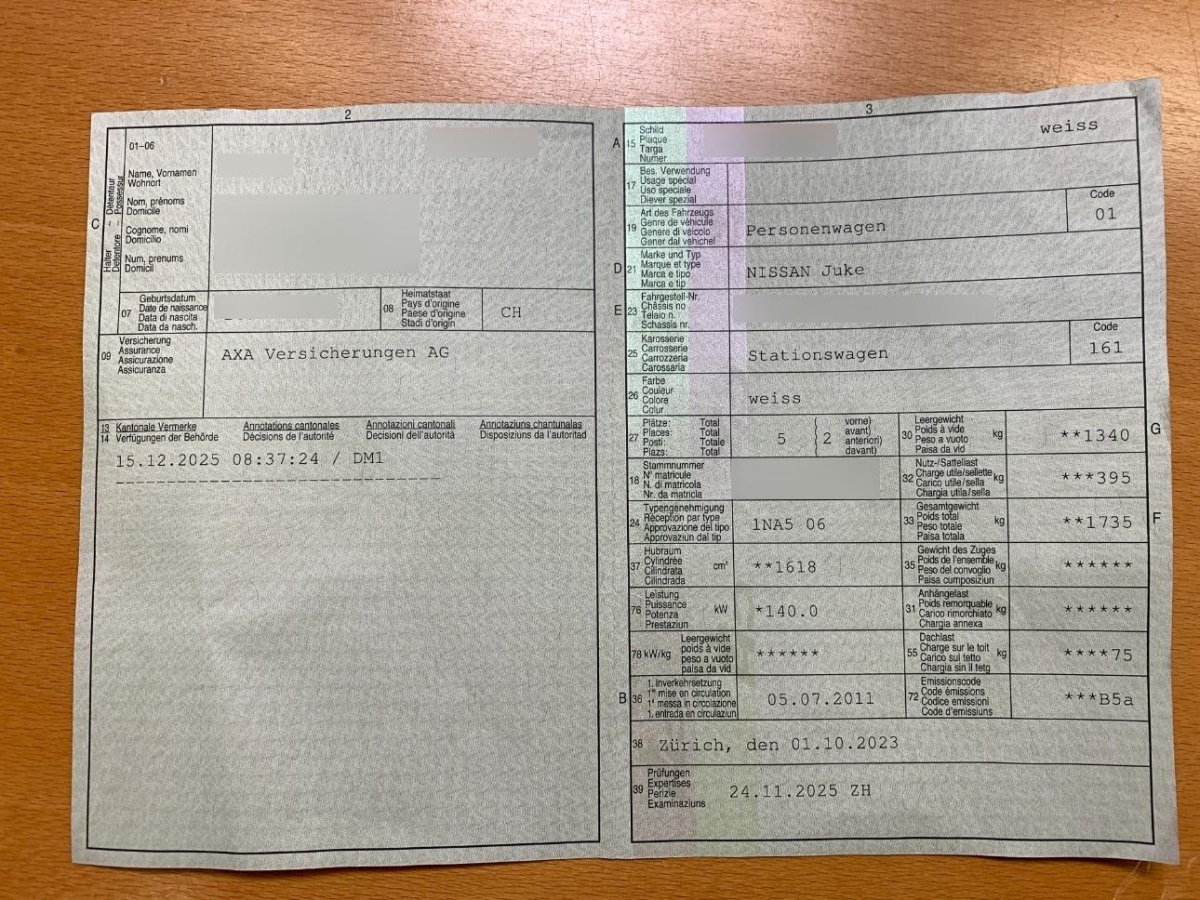 2
01-06
C
Halter – Détenteur
Detentore – Possessur
Name, Vornamen
Wohnort
Nom, prénoms
Domicile
Cognome, nomi
Domicilio
Num, prenums
Domicil
07
Geburtsdatum
Date de naissance
Data di nascita
Data da nasch.
08
Heimatstaat
Pays d'origine
Paese d'origine
Stadi d'origin
CH
09
Versicherung
Assurance
Assicurazione
Assicuranza
AXA Versicherungen AG
13 Kantonale Vermerke Annotations cantonales Annotazioni cantonali Annotaziuns chantunalas
14 Verfügungen der Behörde Décisions de l'autorité Decisioni dell'autorità Disposiziuns da l'autoritad
15.12.2025 08:37:24 / DM1
3
A 15
Schild
Plaque
Targa
Numer
weiss
17
Bes. Verwendung
Usage spécial
Uso speciale
Diever spezial
19
Art des Fahrzeugs
Genre de véhicule
Genere di veicolo
Gener dal vehichel
Personenwagen
Code
01
D 21
Marke und Typ
Marque et type
Marca e tipo
Marca e tip
NISSAN Juke
E 23
Fahrgestell-Nr.
Châssis no
Telaio n.
Schassis nr.
25
Karosserie
Carrosserie
Carrozzeria
Carossaria
Stationswagen
Code
161
26
Farbe
Couleur
Colore
Colur
weiss
27
Plätze: Total
Places: Total
Posti: Totale
Plazs: Total
5
2
vorne)
avant)
anteriori)
davant)
30
Leergewicht
Poids à vide
Peso a vuoto
Paisa da vid
kg
**1340
G
18
Stammnummer
N° matricule
N. di matricola
Nr. da matricla
32
Nutz-/Sattellast
Charge utile/sellette
Carico utile/sella
Chargia utila/sella
kg
***395
24
Typengenehmigung
Réception par type
Approvazione del tipo
Approvaziun dal tip
1NA5 06
33
Gesamtgewicht
Poids total
Peso totale
Paisa totala
kg
**1735
F
37
Hubraum
Cylindrée
Cilindrata
Cilindrada
cm³
**1618
35
Gewicht des Zuges
Poids de l'ensemble
Peso del convoglio
Paisa cumposiziun
kg
******
76
Leistung
Puissance
Potenza
Prestaziun
kW
*140.0
31
Anhängelast
Poids remorquable
Carico rimorchiato
Chargia annexa
kg
******
78 kW/kg
Leergewicht
poids à vide
peso a vuoto
paisa da vid
******
55
Dachlast
Charge sur le toit
Carico sul tetto
Chargia sin il tetg
kg
****75
B 36
1. Inverkehrsetzung
1re mise en circulation
1a messa in circolazione
1. entrada en circulaziun
05.07.2011
72
Emissionscode
Code émissions
Codice emissioni
Code d'emissiuns
***B5a
38
Zürich, den 01.10.2023
39
Prüfungen
Expertises
Perizie
Examinaziuns
24.11.2025 ZH